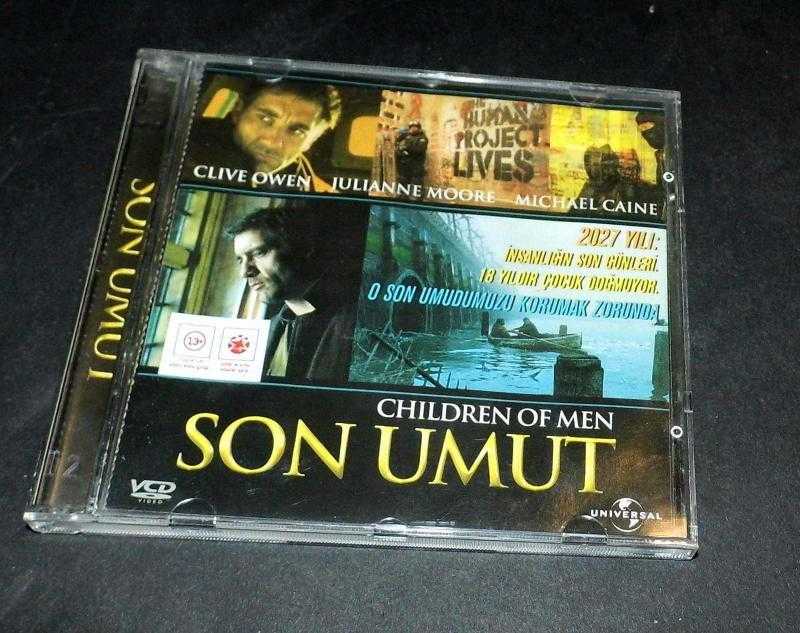 SON UMUT
CLIVE OWEN JULIANNE MOORE MICHAEL CAINE
HUMAN
PROJECT
LIVES
2027 YILI:
İNSANLIĞIN SON GÜNLERİ.
18 YILDIR ÇOCUK DOĞMUYOR.
O SON UMUDUMUZU KORUMAK ZORUNDA
13+
CHILDREN OF MEN
SON UMUT
VCD
VIDEO
UNIVERSAL